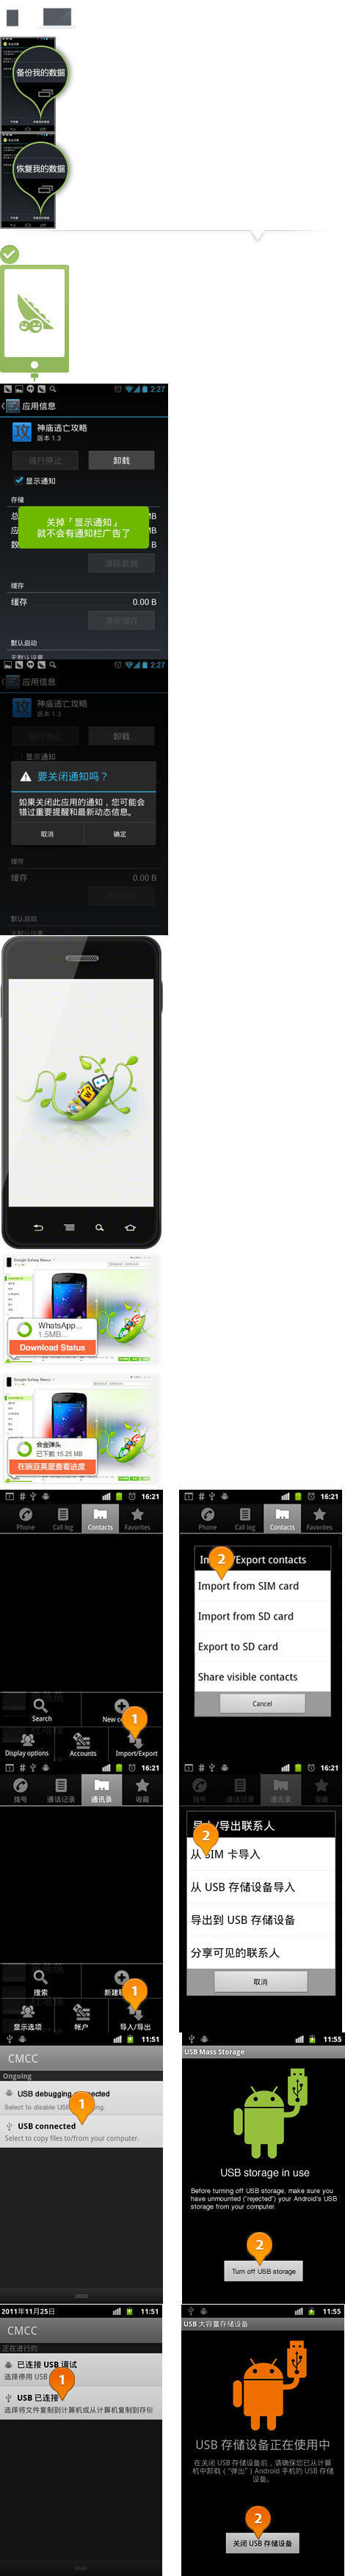 备份我的数据
恢复我的数据
2:27
应用信息
神庙逃亡攻略
版本 1.3
强行停止
卸载
显示通知
存储
关掉「显示通知」
就不会有通知栏广告了
清除数据
缓存
缓存
0.00 B
清除缓存
默认启动
无默认设置
2:27
应用信息
神庙逃亡攻略
版本 1.3
强行停止
卸载
显示通知
要关闭通知吗？
如果关闭此应用的通知，您可能会
错过重要提醒和最新动态信息。
取消
确定
缓存
缓存
0.00 B
默认启动
Google Galaxy Nexus
WhatsApp...
1.5MB...
Download Status
Google Galaxy Nexus
合金弹头
已下载 15.25 MB
在豌豆荚里查看进度
16:21
Phone
Call log
Contacts
Favorites
Search
New co
1
Display options
Accounts
Import/Export
16:21
Phone
Call log
Contacts
Favorites
/Export contacts
2
Import from SIM card
Import from SD card
Export to SD card
Share visible contacts
Cancel
16:21
拨号
通话记录
通讯录
收藏
搜索
新建
1
显示选项
帐户
导入/导出
16:21
拨号
通话记录
通讯录
收藏
导入/导出联系人
2
从 SIM 卡导入
从 USB 存储设备导入
导出到 USB 存储设备
分享可见的联系人
取消
11:51
CMCC
Ongoing
USB debugging connected
Select to disable USB
1
USB connected
Select to copy files to/from your computer.
11:55
USB Mass Storage
USB storage in use
Before turning off USB storage, make sure you
have unmounted ("rejected") your Android's USB
storage from your computer.
2
Turn off USB storage
2011年11月25日
11:51
CMCC
正在进行的
已连接 USB 调试
选择停用 USB
1
USB 已连接
选择将文件复制到计算机或从计算机复制到存储
11:55
USB 大容量存储设备
USB 存储设备正在使用中
在关闭 USB 存储设备前，请确保您已从计算
机中卸载（“弹出”）Android 手机的 USB 存储
设备。
2
关闭 USB 存储设备